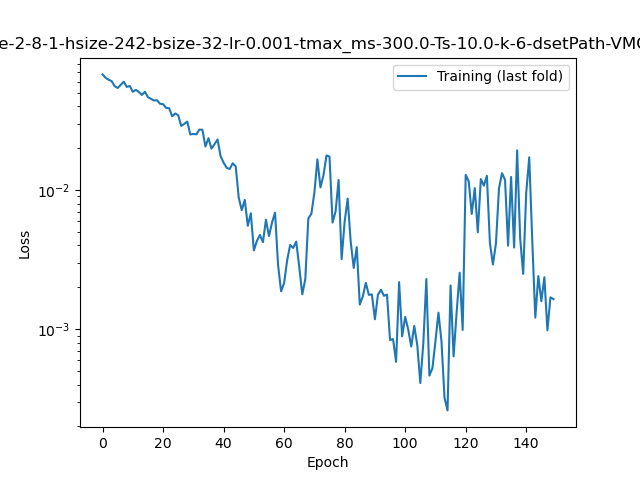 e-2-8-1-hsize-242-bsize-32-lr-0.001-tmax_ms-300.0-Ts-10.0-k-6-dsetPath-VMC
Training (last fold)
10⁻²
Loss
10⁻³
0 20 40 60 80 100 120 140
Epoch